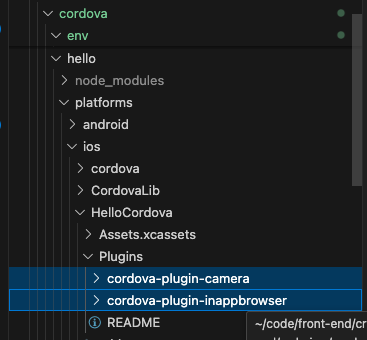 cordova
env
hello
node_modules
platforms
android
ios
cordova
CordovaLib
HelloCordova
Assets.xcassets
Plugins
cordova-plugin-camera
cordova-plugin-inappbrowser
README
~/code/front-end/cr